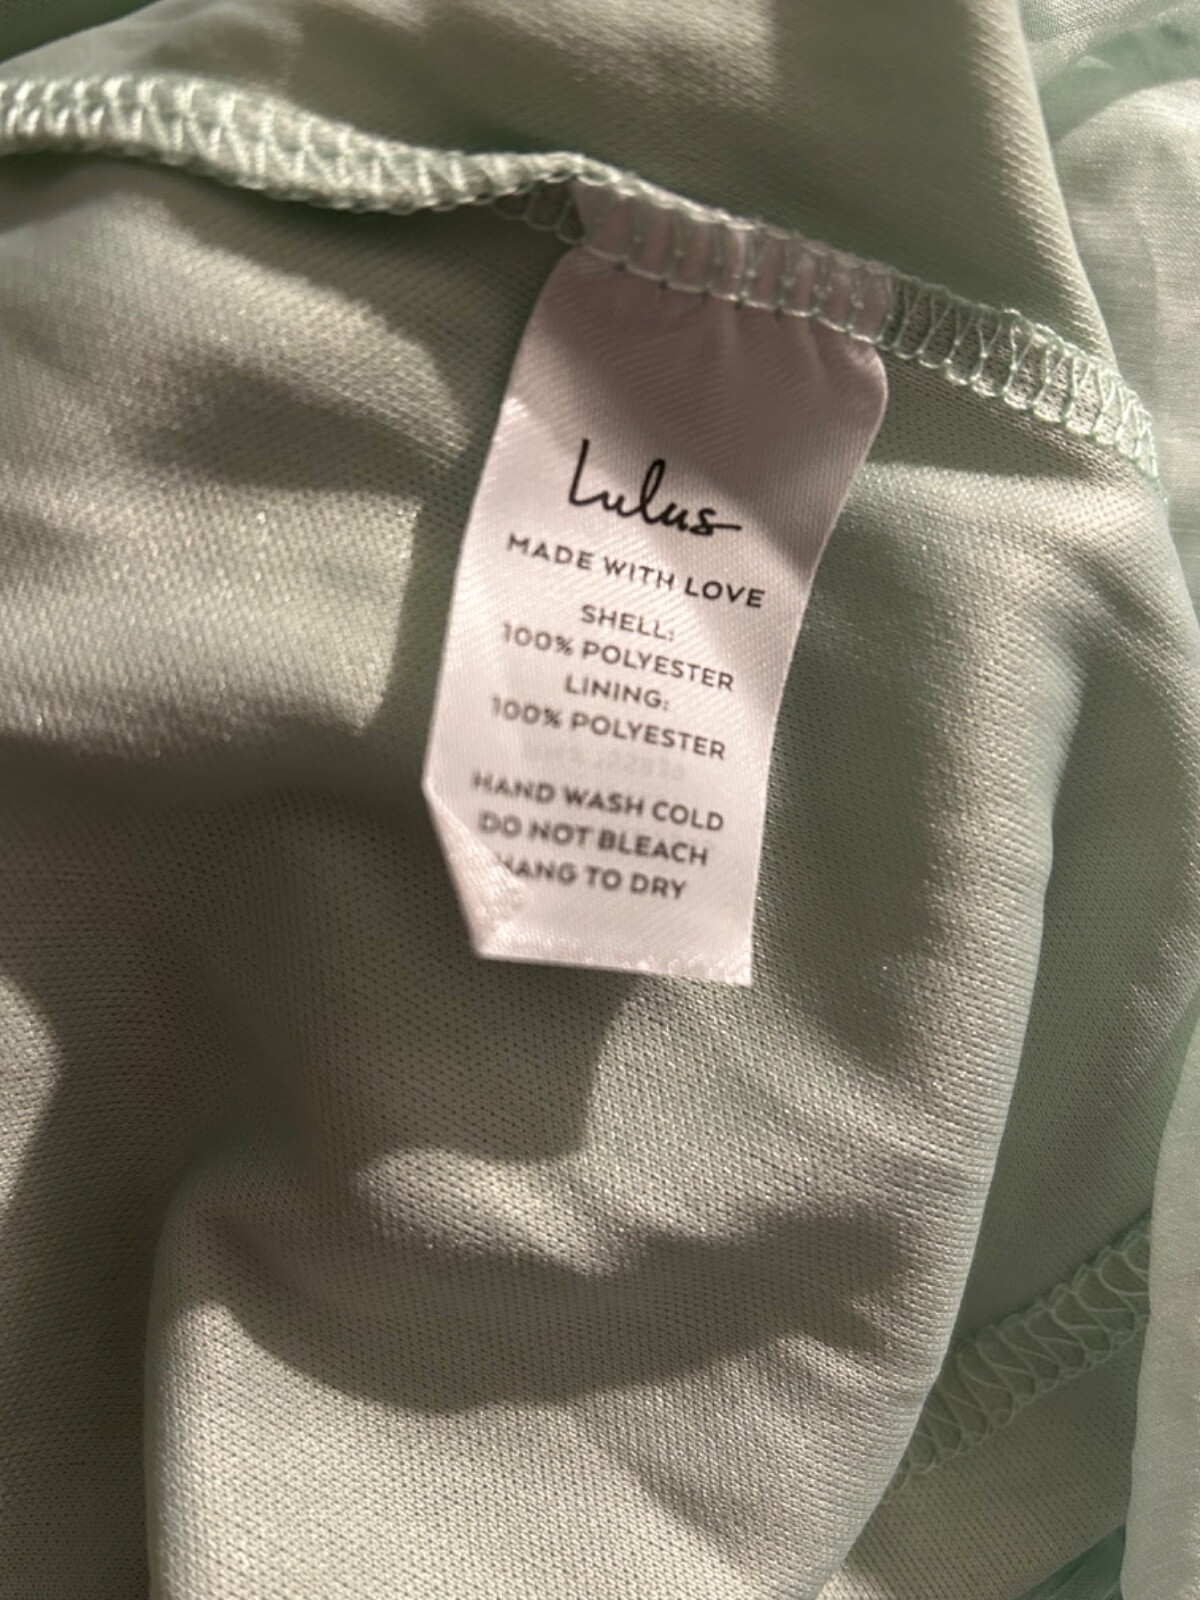 Lulus
MADE WITH LOVE
SHELL:
100% POLYESTER
LINING:
100% POLYESTER
HAND WASH COLD
DO NOT BLEACH
HANG TO DRY